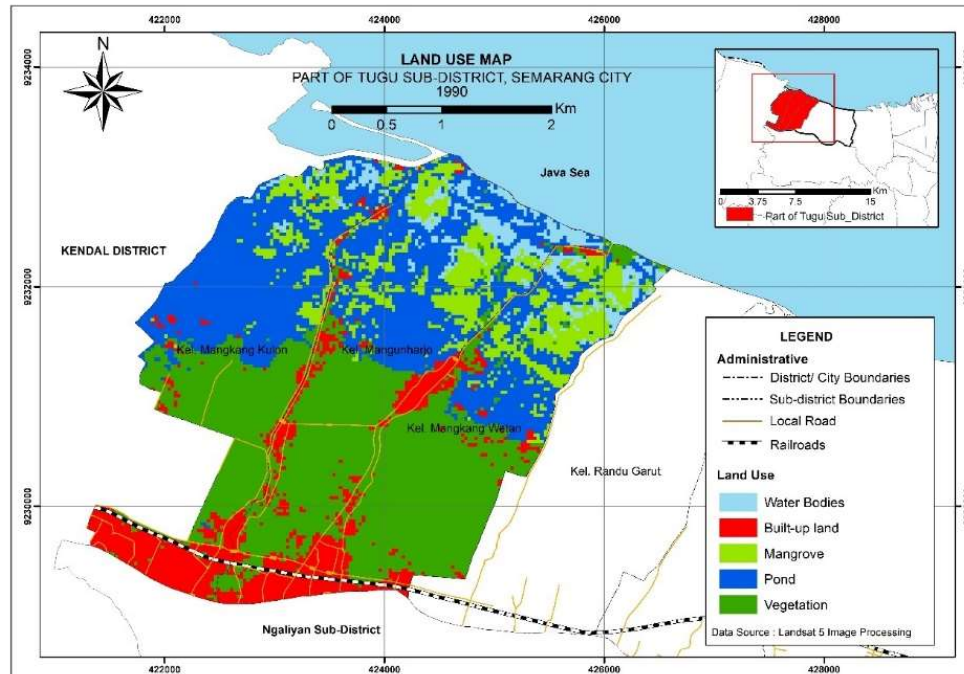 422000 424000 426000 428000
N
LAND USE MAP
PART OF TUGU SUB-DISTRICT, SEMARANG CITY
1990
Km
0 0.5 1 2
Java Sea
KENDAL DISTRICT
Km
0 3.75 7.5 15
Part of Tugu Sub_District
9234000
9232000
9230000
Kel. Mangkang Kulon
Kel. Mangunharjo
Kel. Mangkang Wetan
Kel. Randu Garut
Ngaliyan Sub-District
LEGEND
Administrative
District/ City Boundaries
Sub-district Boundaries
Local Road
Railroads
Land Use
Water Bodies
Built-up land
Mangrove
Pond
Vegetation
Data Source : Landsat 5 Image Processing
422000 424000 426000 428000